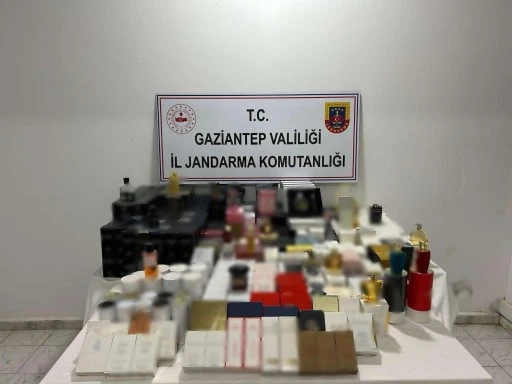 T.C.
GAZİANTEP VALİLİĞİ
İL JANDARMA KOMUTANLIĞI